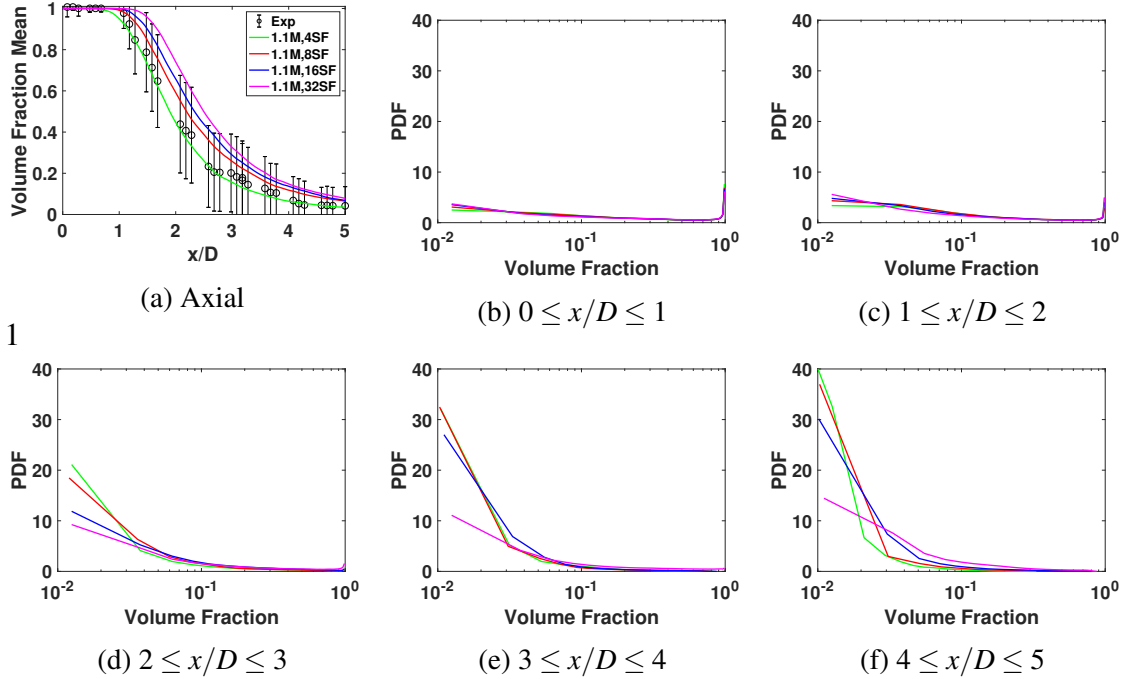 Volume Fraction Mean
1
0.8
0.6
0.4
0.2
0
0 1 2 3 4 5
x/D
Exp
1.1M,4SF
1.1M,8SF
1.1M,16SF
1.1M,32SF
(a) Axial
PDF
40
30
20
10
0
10^-2 10^-1 10^0
Volume Fraction
(b) 0 ≤ x/D ≤ 1
PDF
40
30
20
10
0
10^-2 10^-1 10^0
Volume Fraction
(c) 1 ≤ x/D ≤ 2
1
PDF
40
30
20
10
0
10^-2 10^-1 10^0
Volume Fraction
(d) 2 ≤ x/D ≤ 3
PDF
40
30
20
10
0
10^-2 10^-1 10^0
Volume Fraction
(e) 3 ≤ x/D ≤ 4
PDF
40
30
20
10
0
10^-2 10^-1 10^0
Volume Fraction
(f) 4 ≤ x/D ≤ 5